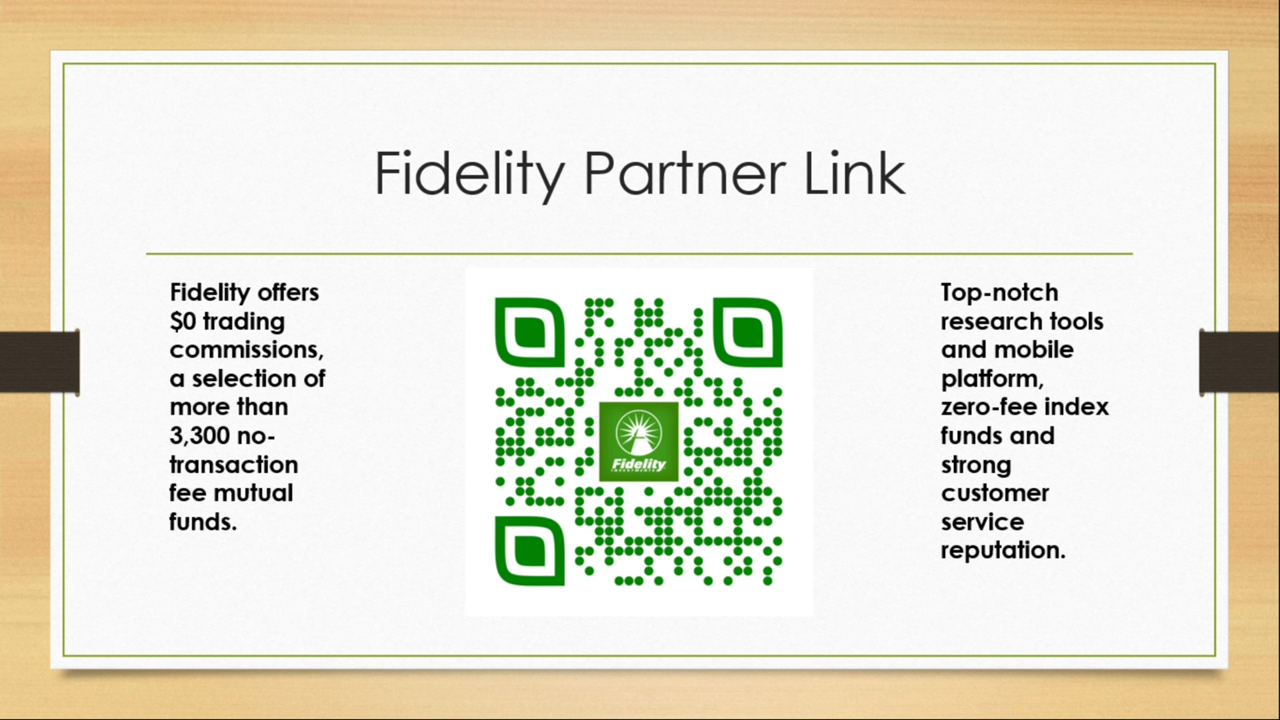 Fidelity Partner Link
Fidelity offers
$0 trading
commissions,
a selection of
more than
3,300 no-
transaction
fee mutual
funds.
Fidelity
INVESTMENTS
Top-notch
research tools
and mobile
platform,
zero-fee index
funds and
strong
customer
service
reputation.